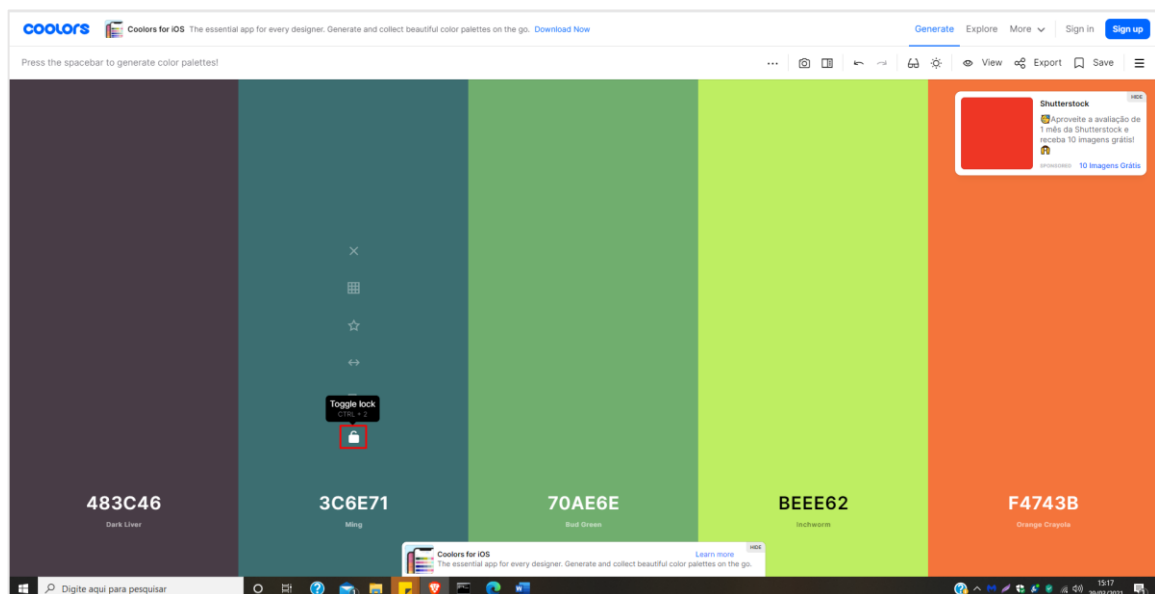 coolors
Coolors for iOS The essential app for every designer. Generate and collect beautiful color palettes on the go. Download Now
Generate Explore More Sign in Sign up
Press the spacebar to generate color palettes!
View Export Save
HIDE
Shutterstock
Aproveite a avaliação de
1 mês da Shutterstock e
receba 10 imagens grátis!
SPONSORED 10 Imagens Grátis
Toggle lock
CTRL + 2
483C46
Dark Liver
3C6E71
Ming
70AE6E
Bud Green
BEEE62
Inchworm
F4743B
Orange Crayola
HIDE
Coolors for iOS Learn more
The essential app for every designer. Generate and collect beautiful color palettes on the go.
Digite aqui para pesquisar
15:17